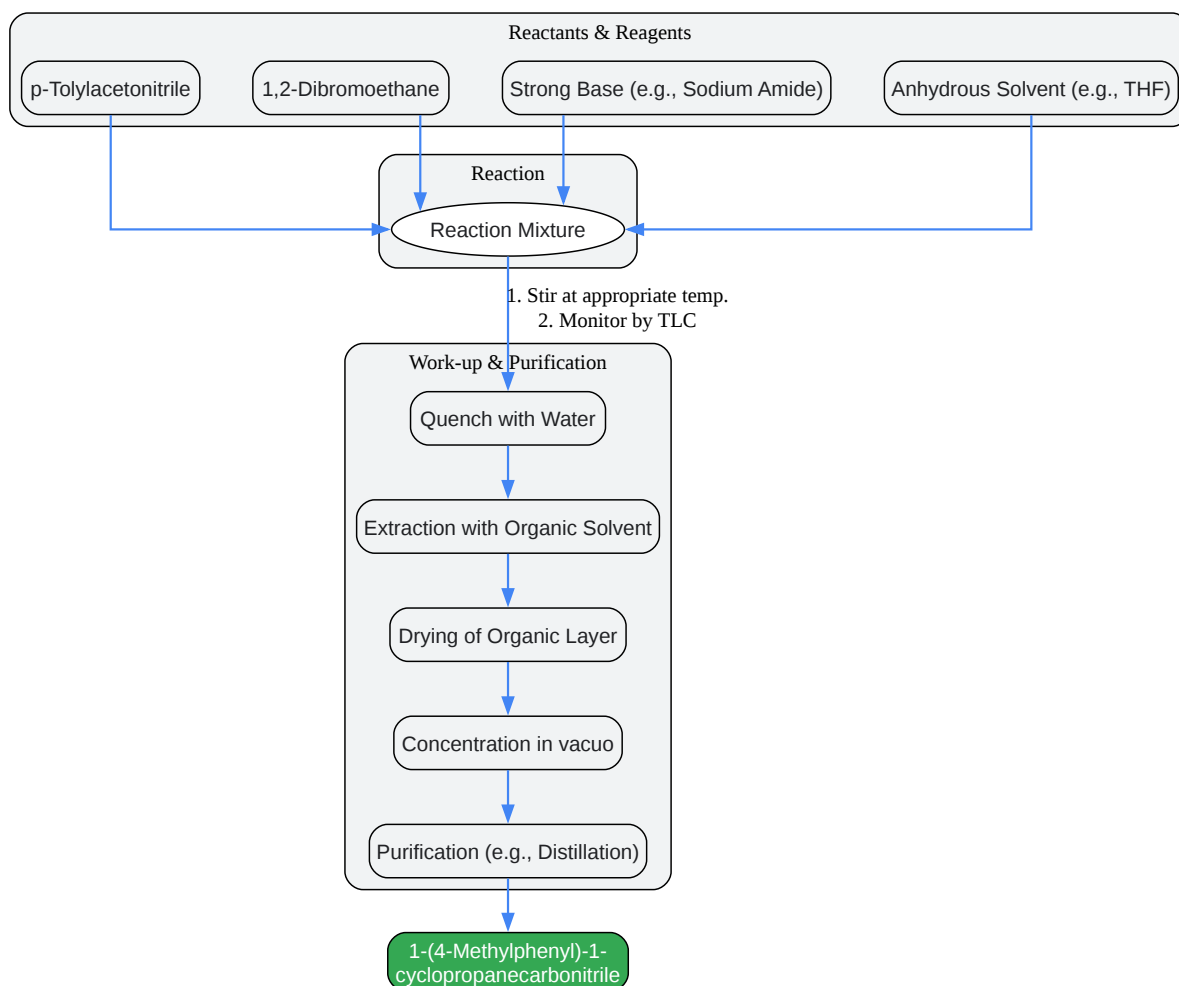 Reactants & Reagents
p-Tolylacetonitrile
1,2-Dibromoethane
Strong Base (e.g., Sodium Amide)
Anhydrous Solvent (e.g., THF)
Reaction
Reaction Mixture
1. Stir at appropriate temp.
2. Monitor by TLC
Work-up & Purification
Quench with Water
Extraction with Organic Solvent
Drying of Organic Layer
Concentration in vacuo
Purification (e.g., Distillation)
1-(4-Methylphenyl)-1-
cyclopropanecarbonitrile